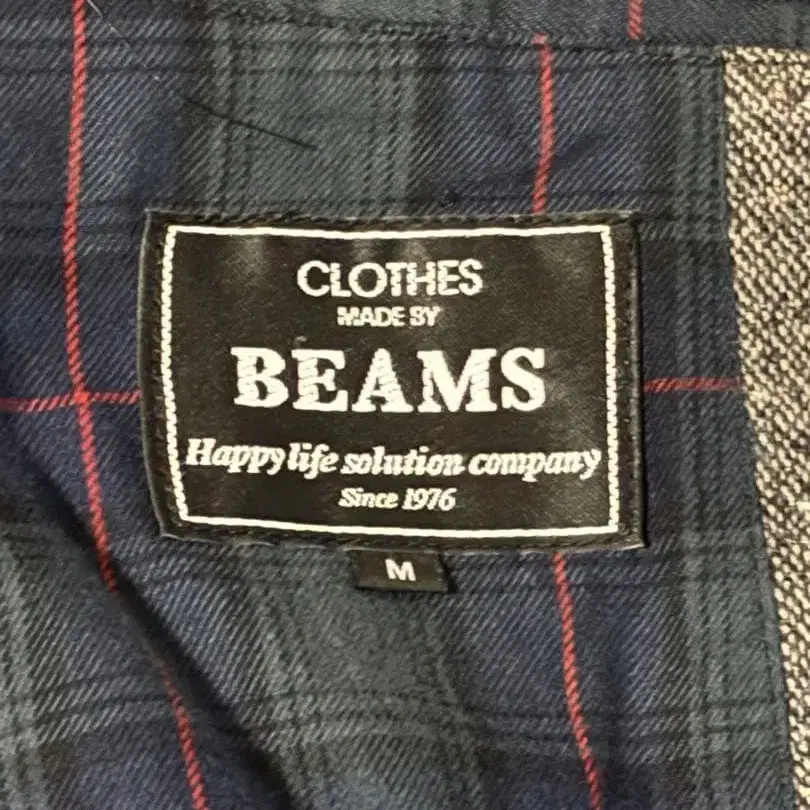 CLOTHES
MADE BY
BEAMS
Happy life solution company
Since 1976
M